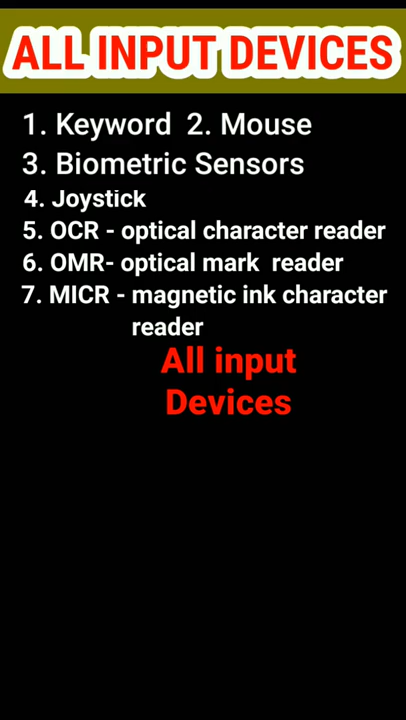 ALL INPUT DEVICES
1. Keyword 2. Mouse
3. Biometric Sensors
4. Joystick
5. OCR - optical character reader
6. OMR- optical mark reader
7. MICR - magnetic ink character
reader
All input
Devices